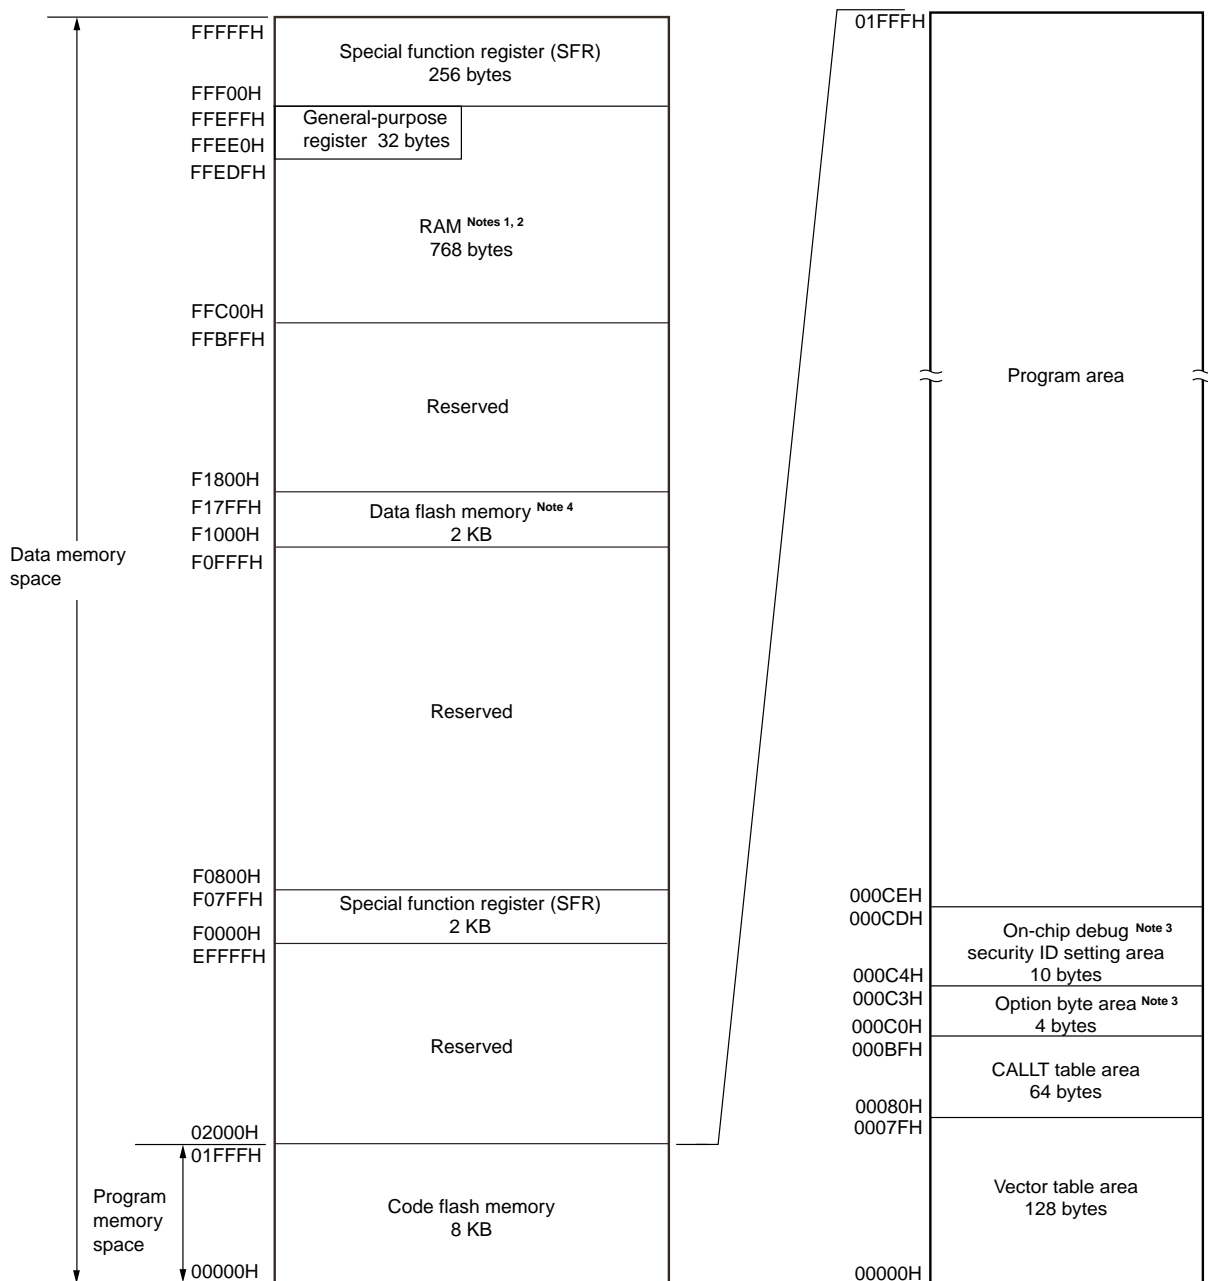 FFFFFH
Special function register (SFR)
256 bytes
FFF00H
FFEFFH
General-purpose
register 32 bytes
FFEE0H
FFEDFH
RAM Notes 1, 2
768 bytes
FFC00H
FFBFFH
Reserved
F1800H
F17FFH
Data flash memory Note 4
2 KB
F1000H
F0FFFH
Data memory
space
Reserved
F0800H
F07FFH
Special function register (SFR)
2 KB
F0000H
EFFFFH
Reserved
02000H
01FFFH
Program
memory
space
Code flash memory
8 KB
00000H
01FFFH
Program area
000CEH
000CDH
On-chip debug Note 3
security ID setting area
10 bytes
000C4H
000C3H
Option byte area Note 3
4 bytes
000C0H
000BFH
CALLT table area
64 bytes
00080H
0007FH
Vector table area
128 bytes
00000H